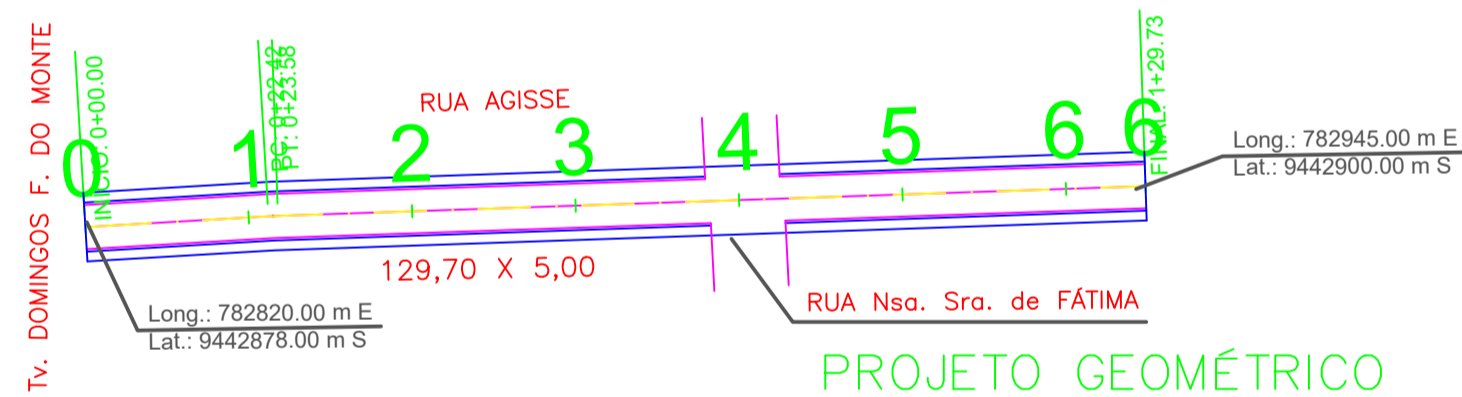 Tv. DOMINGOS F. DO MONTE
INÍCIO: 0+00.00
PC: 0+22.42
PT: 0+23.58
RUA AGISSE
FINAL: 1+29.73
0 1 2 3 4 5 6 6
Long.: 782945.00 m E
Lat.: 9442900.00 m S
129,70 X 5,00
RUA Nsa. Sra. de FÁTIMA
Long.: 782820.00 m E
Lat.: 9442878.00 m S
PROJETO GEOMÉTRICO